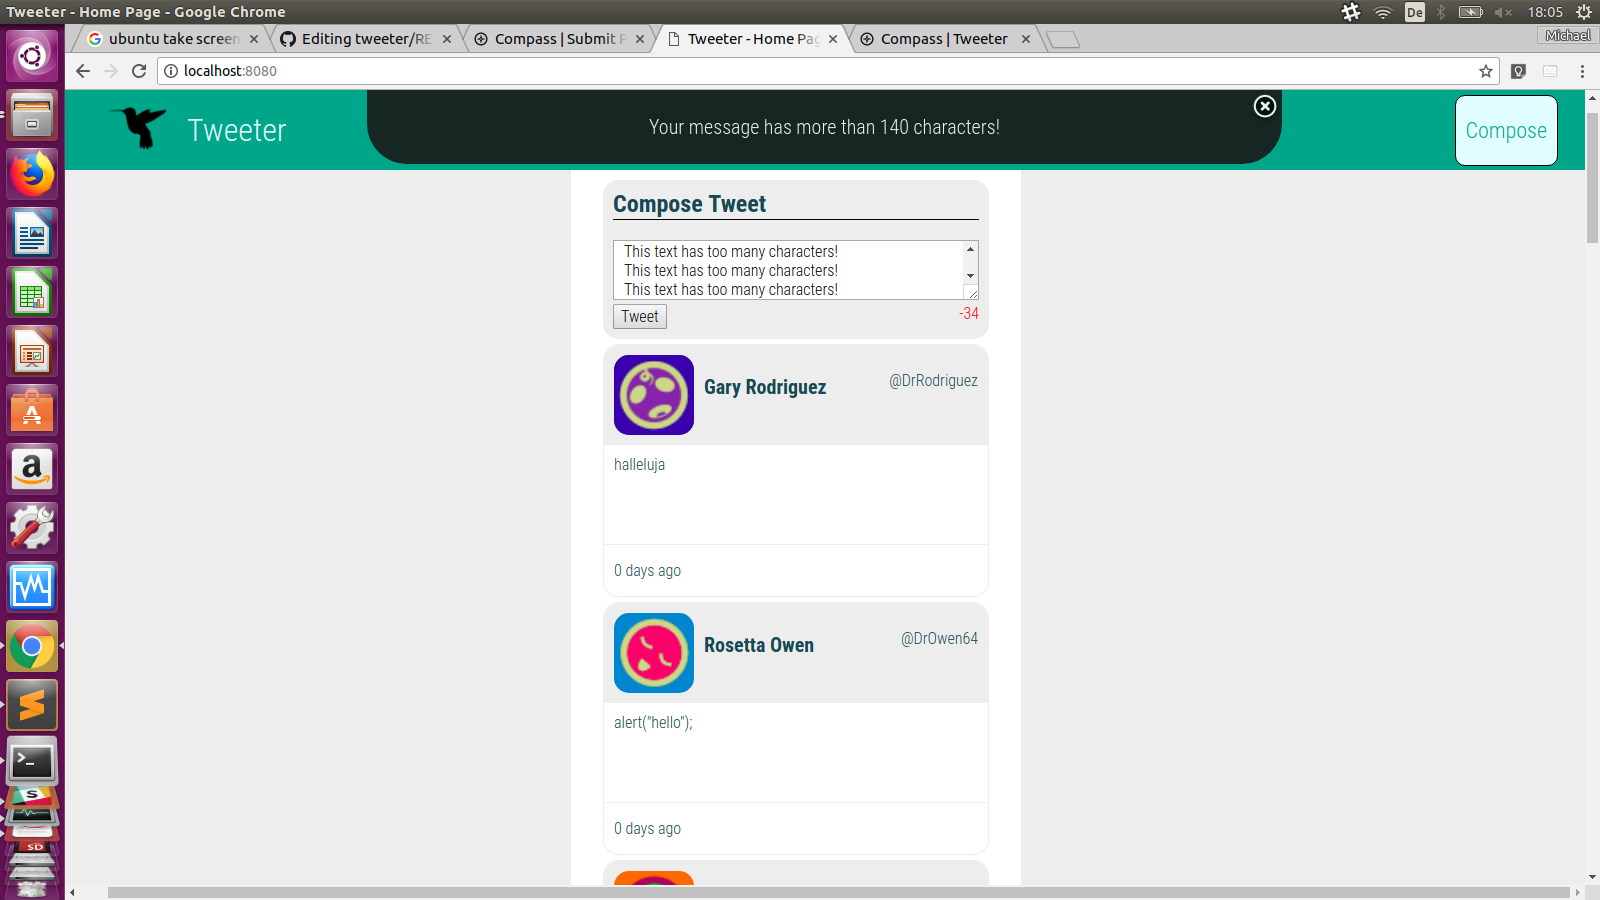 Tweeter - Home Page - Google Chrome
De
18:05
ubuntu take screen
Editing tweeter/RE
Compass | Submit P
Tweeter - Home Pag
Compass | Tweeter
Michael
localhost:8080
Tweeter
Your message has more than 140 characters!
Compose
Compose Tweet
This text has too many characters!
This text has too many characters!
This text has too many characters!
Tweet
-34
Gary Rodriguez
@DrRodriguez
halleluja
0 days ago
Rosetta Owen
@DrOwen64
alert("hello");
0 days ago